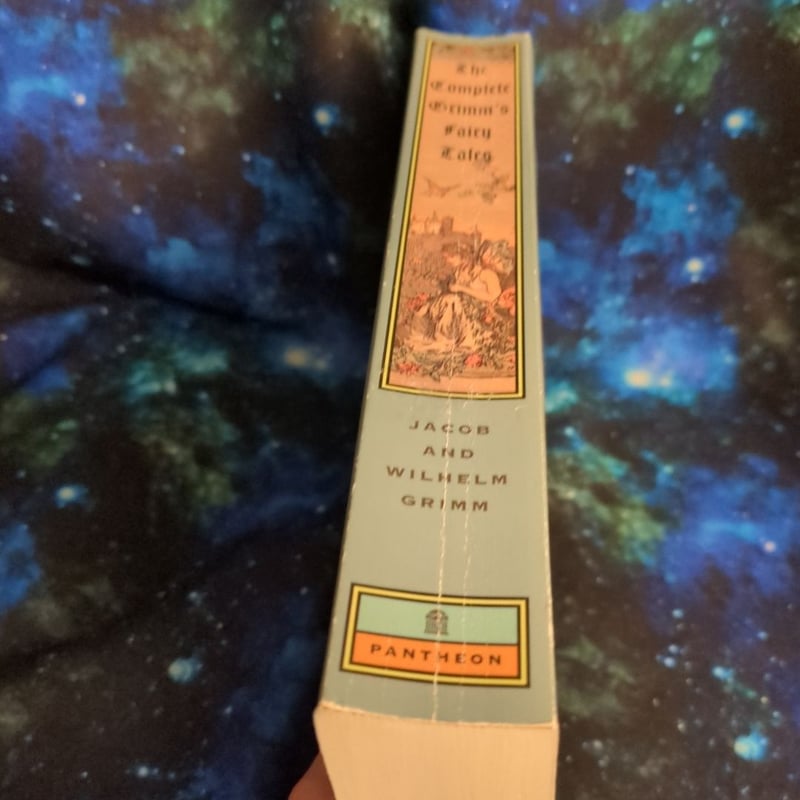 The
Complete
Grimm's
Fairy
Tales
JACOB
AND
WILHELM
GRIMM
PANTHEON